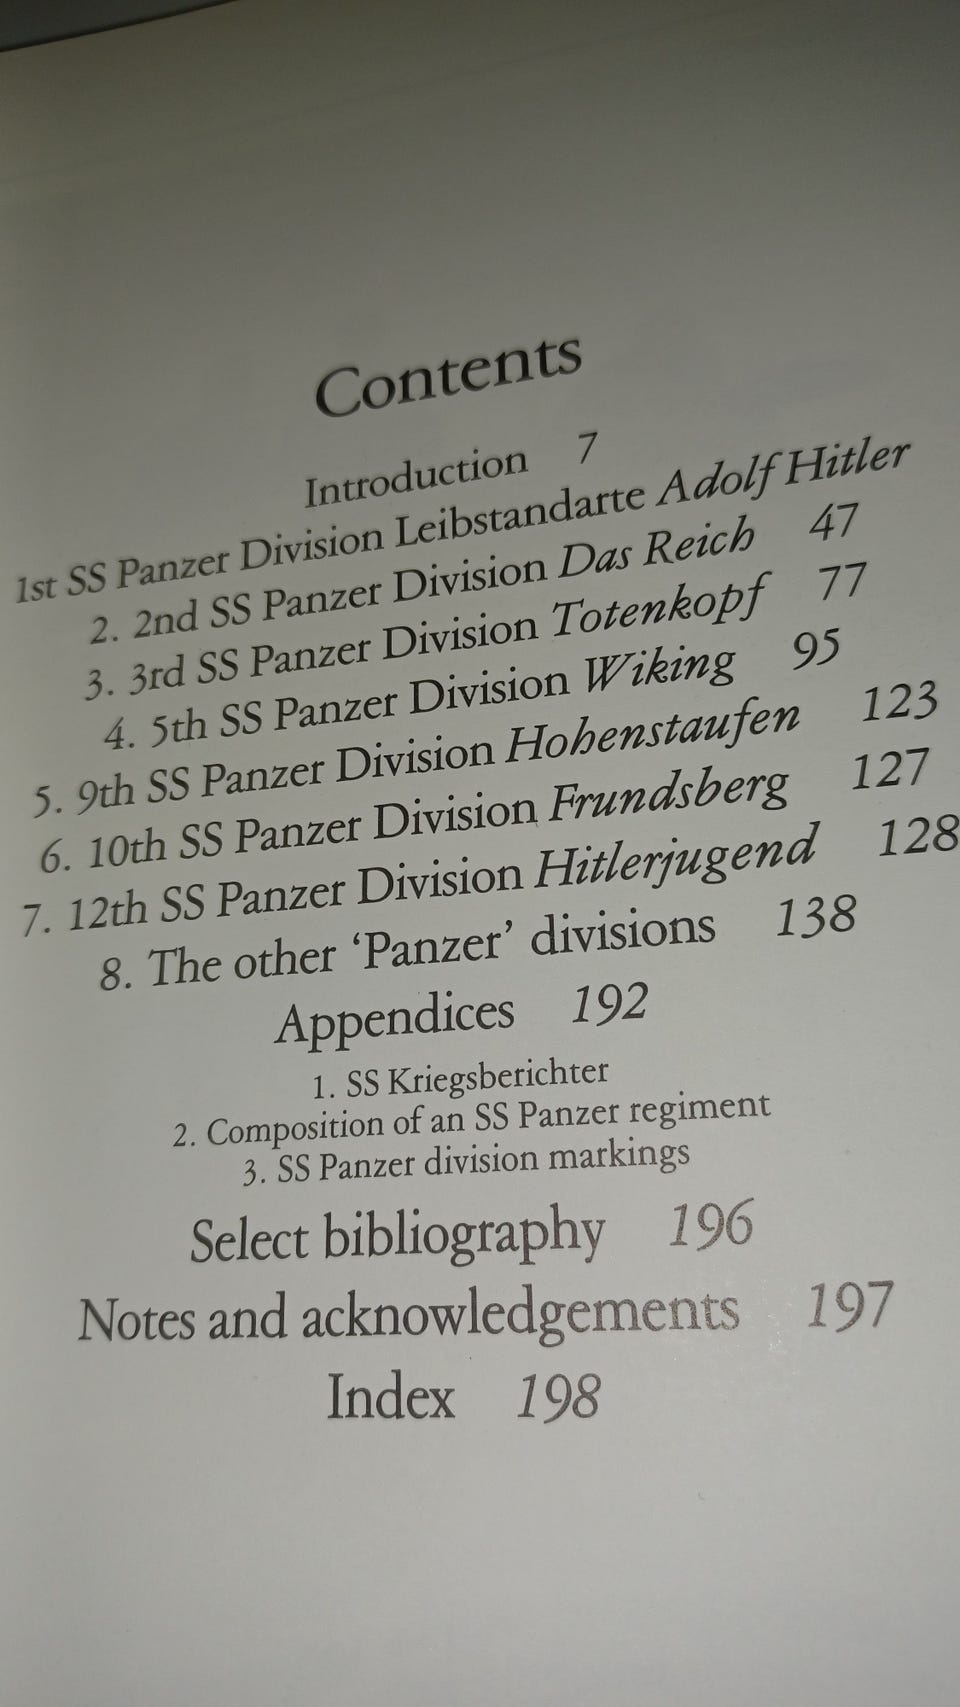 Contents
Introduction 7
1st SS Panzer Division Leibstandarte Adolf Hitler
2. 2nd SS Panzer Division Das Reich 47
3. 3rd SS Panzer Division Totenkopf 77
4. 5th SS Panzer Division Wiking 95
5. 9th SS Panzer Division Hohenstaufen 123
6. 10th SS Panzer Division Frundsberg 127
7. 12th SS Panzer Division Hitlerjugend 128
8. The other ‘Panzer’ divisions 138
Appendices 192
1. SS Kriegsberichter
2. Composition of an SS Panzer regiment
3. SS Panzer division markings
Select bibliography 196
Notes and acknowledgements 197
Index 198